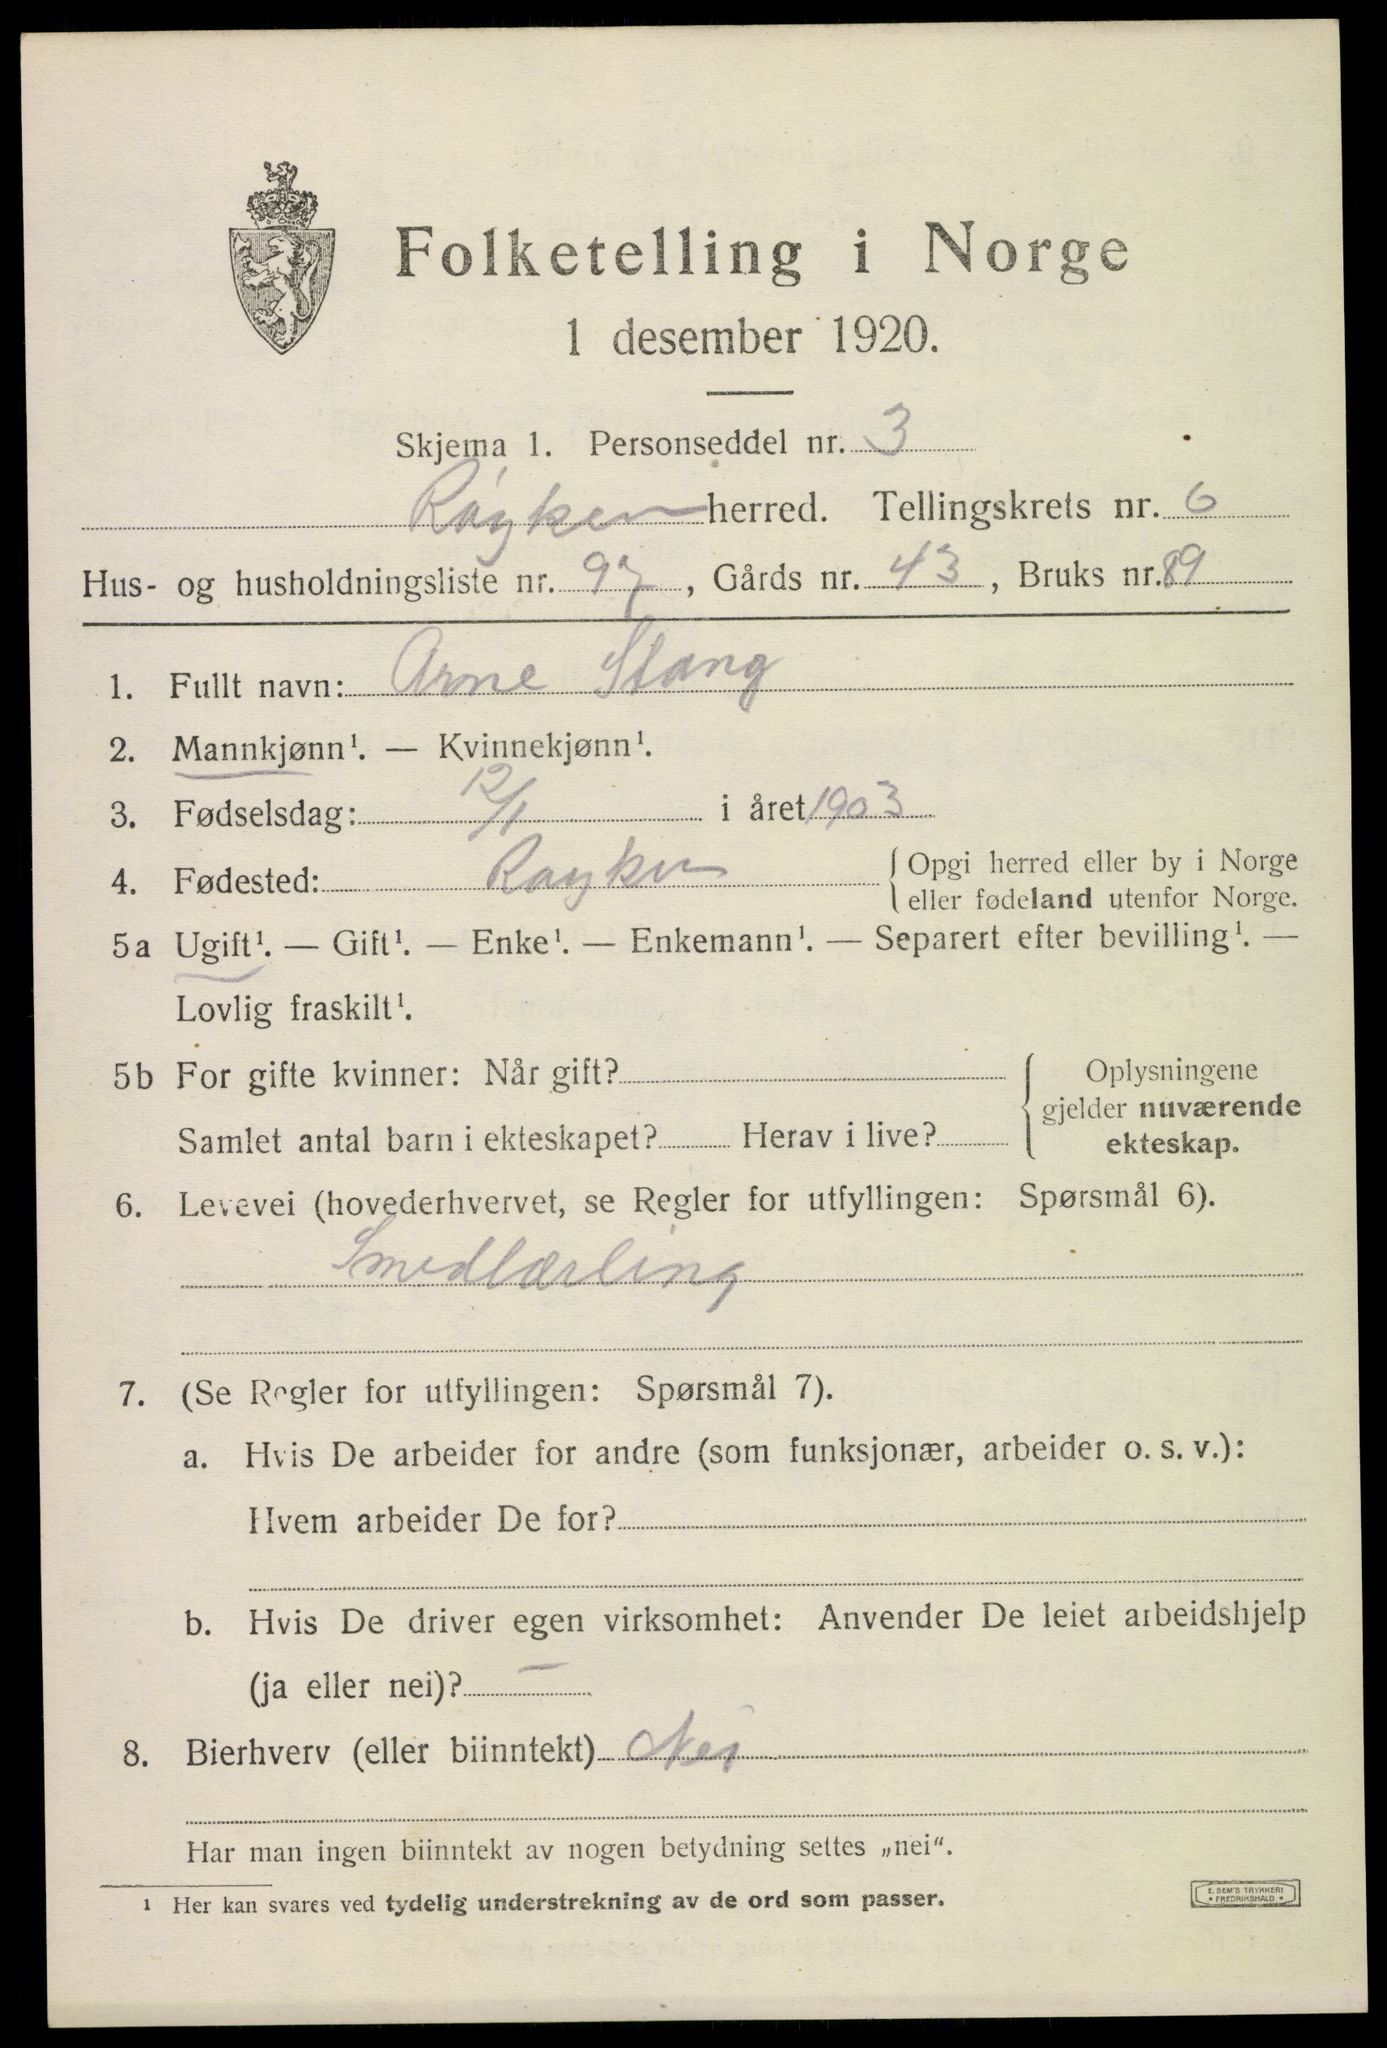 Folketelling i Norge
1 desember 1920.
Skjema 1. Personseddel nr. 3
Røyken herred. Tellingskrets nr. 6
Hus- og husholdningsliste nr. 97, Gårds nr. 43, Bruks nr. 89
1. Fullt navn: Arne Stang
2. Mannkjønn¹. — Kvinnekjønn¹.
3. Fødselsdag: 12/1 i året 1903
4. Fødested: Røyken { Opgi herred eller by i Norge
eller fødeland utenfor Norge.
5a Ugift¹. — Gift¹. — Enke¹. — Enkemann¹. — Separert efter bevilling¹. —
Lovlig fraskilt¹.
5b For gifte kvinner: Når gift?
Samlet antal barn i ekteskapet? Herav i live?
{ Oplysningene
gjelder nuværende
ekteskap.
6. Levevei (hovederhvervet, se Regler for utfyllingen: Spørsmål 6).
Smedlærling
7. (Se Regler for utfyllingen: Spørsmål 7).
a. Hvis De arbeider for andre (som funksjonær, arbeider o. s. v.):
Hvem arbeider De for?
b. Hvis De driver egen virksomhet: Anvender De leiet arbeidshjelp
(ja eller nei)? —
8. Bierhverv (eller biinntekt) Nei
Har man ingen biinntekt av nogen betydning settes „nei“.
¹ Her kan svares ved tydelig understrekning av de ord som passer.
E. SEM'S TRYKKERI
FREDRIKSHALD